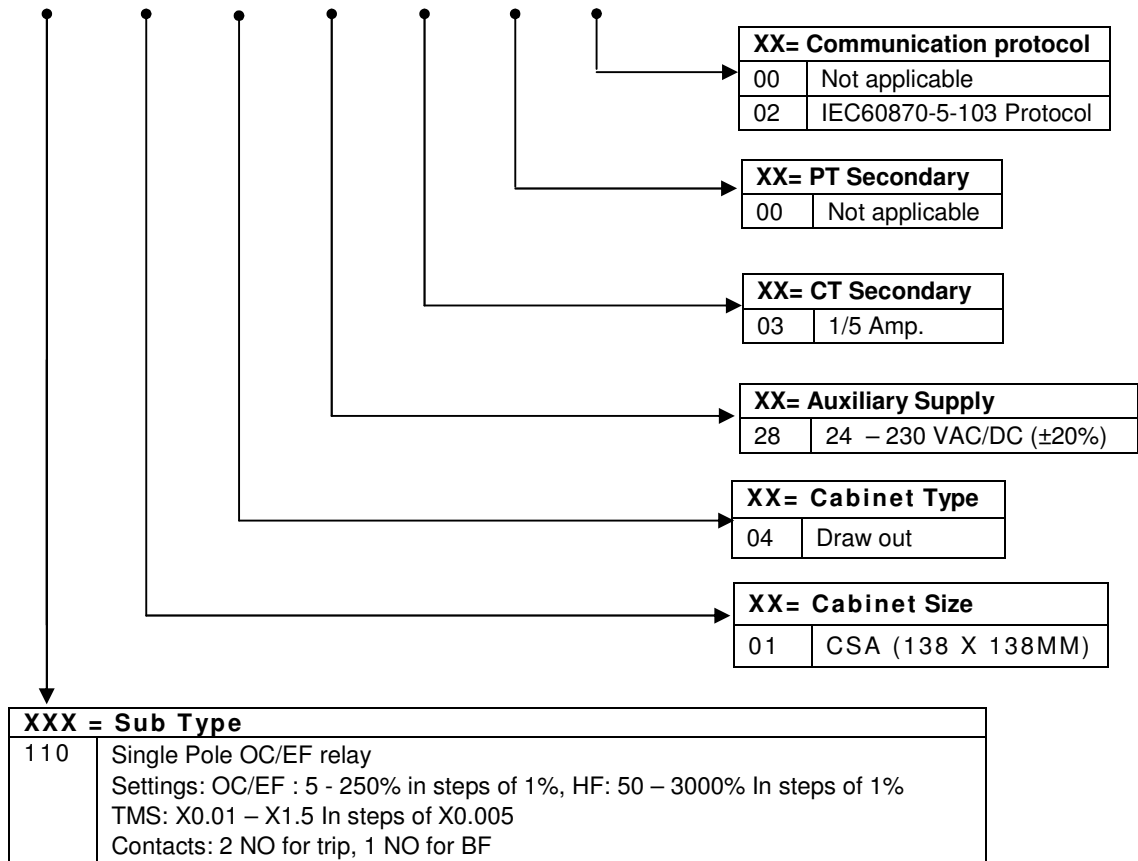 XX= Communication protocol
00 Not applicable
02 IEC60870-5-103 Protocol
XX= PT Secondary
00 Not applicable
XX= CT Secondary
03 1/5 Amp.
XX= Auxiliary Supply
28 24 – 230 VAC/DC (±20%)
XX= Cabinet Type
04 Draw out
XX= Cabinet Size
01 CSA (138 X 138MM)
XXX = Sub Type
110 Single Pole OC/EF relay
Settings: OC/EF : 5 - 250% in steps of 1%, HF: 50 – 3000% In steps of 1%
TMS: X0.01 – X1.5 In steps of X0.005
Contacts: 2 NO for trip, 1 NO for BF